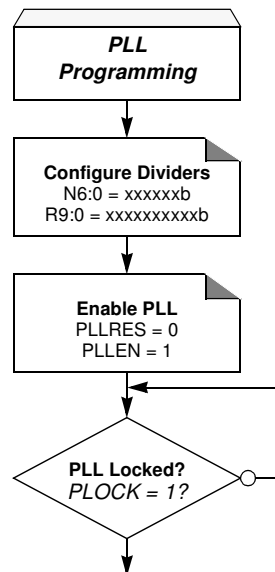 PLL
Programming
Configure Dividers
N6:0 = xxxxxxb
R9:0 = xxxxxxxxxxb
Enable PLL
PLLRES = 0
PLLEN = 1
PLL Locked?
PLOCK = 1?